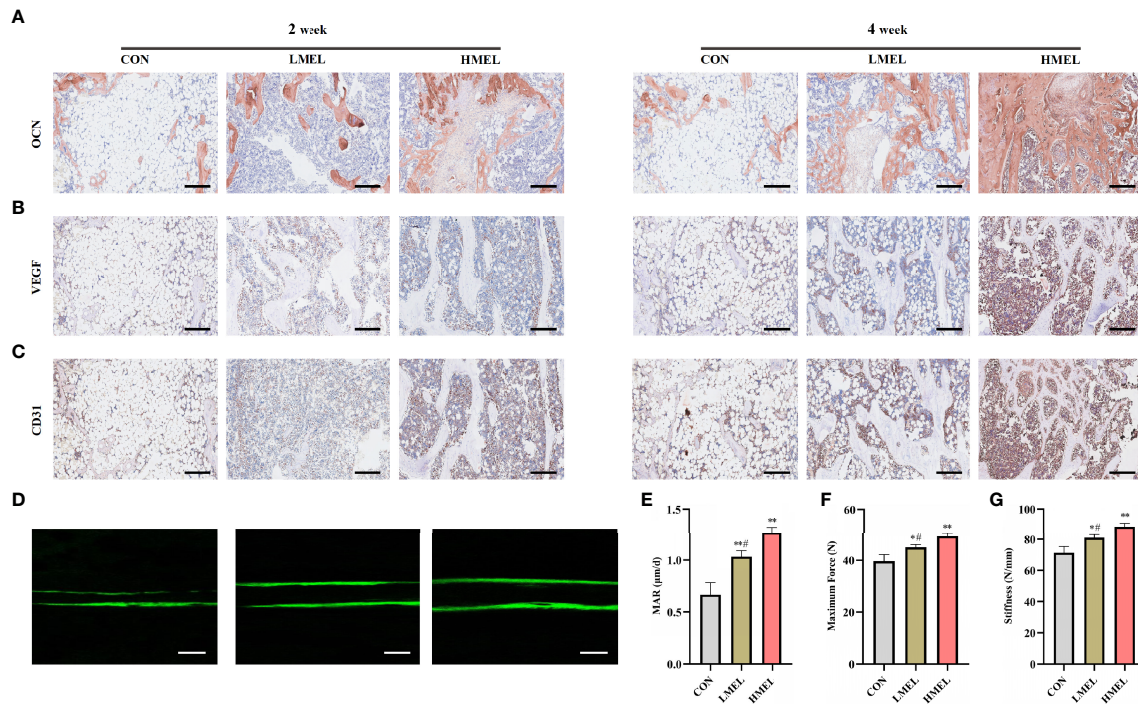 A
2 week
4 week
CON LMEL HMEL
CON LMEL HMEL
OCN
B
VEGF
C
CD31
D
E
1.5
1.0
0.5
0.0
MAR (μm/d)
**#
**
CON
LMEL
HMEL
F
60
40
20
0
Maximum Force (N)
*#
**
CON
LMEL
HMEL
G
100
80
60
40
20
0
Stiffness (N/mm)
*#
**
CON
LMEL
HMEL